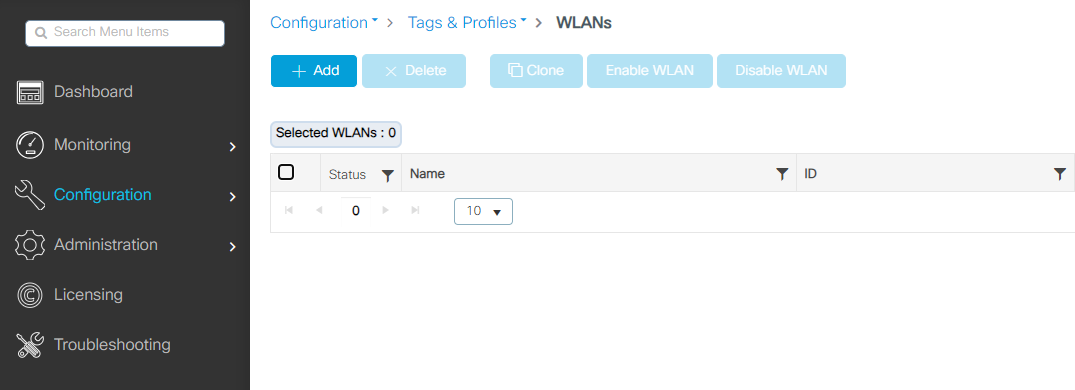 Search Menu Items
Dashboard
Monitoring
Configuration
Administration
Licensing
Troubleshooting
Configuration > Tags & Profiles > WLANs
+ Add
× Delete
Clone
Enable WLAN
Disable WLAN
Selected WLANs : 0
Status Name ID
0 10